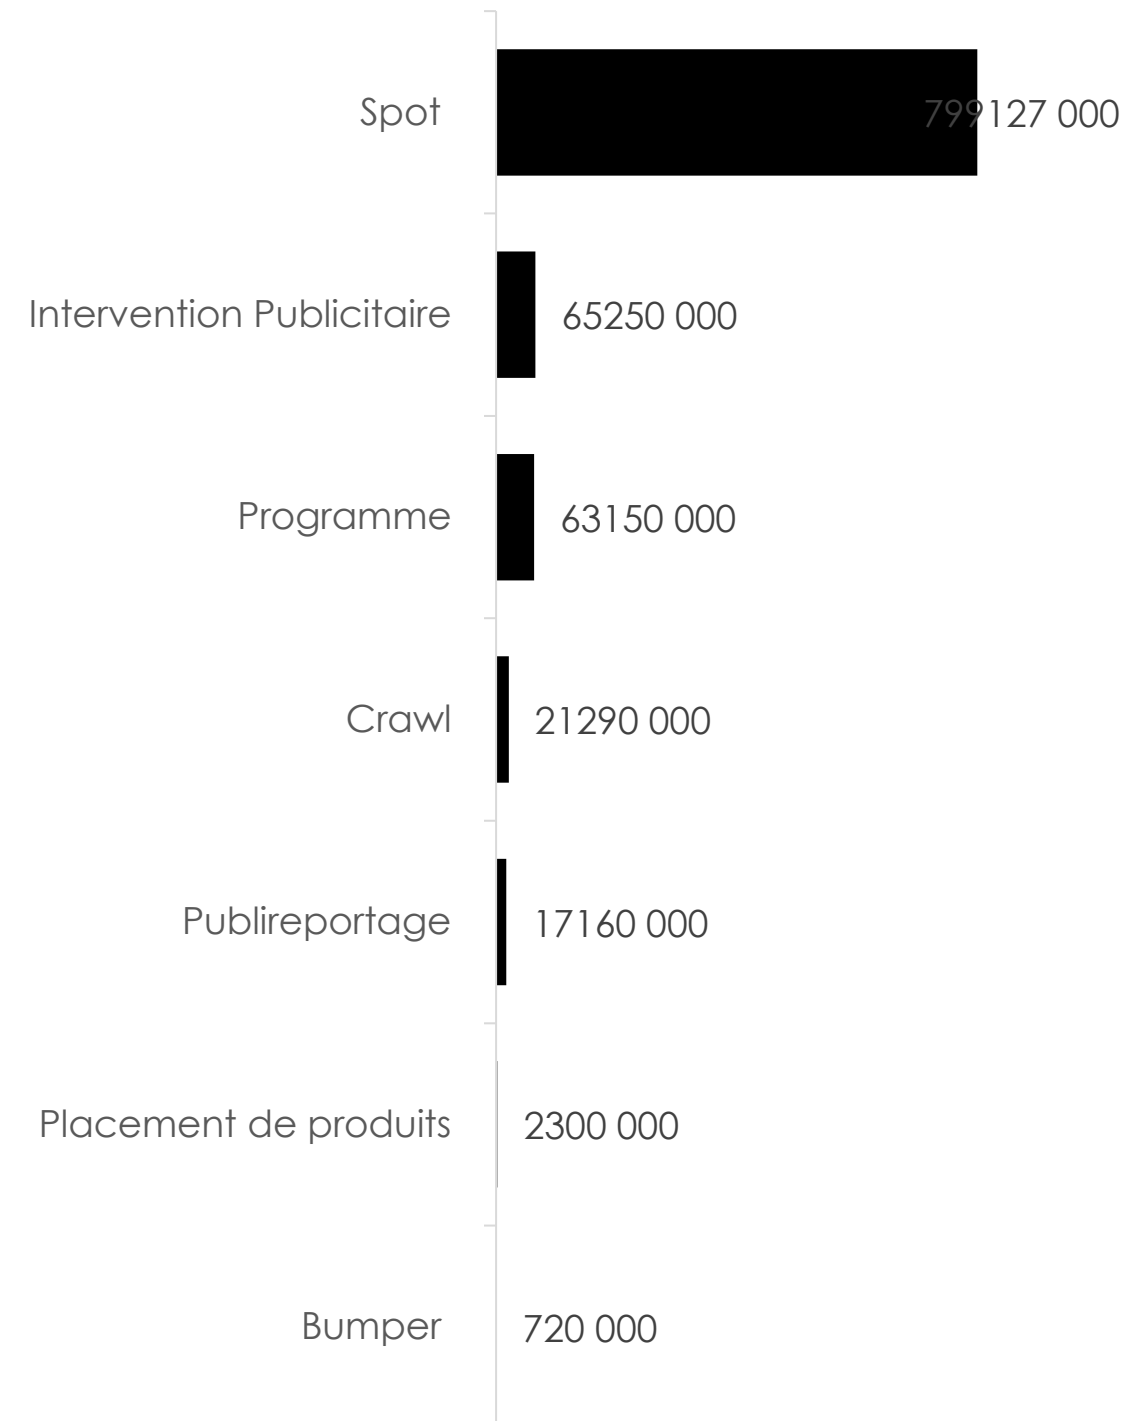 Spot 799127 000
Intervention Publicitaire 65250 000
Programme 63150 000
Crawl 21290 000
Publireportage 17160 000
Placement de produits 2300 000
Bumper 720 000